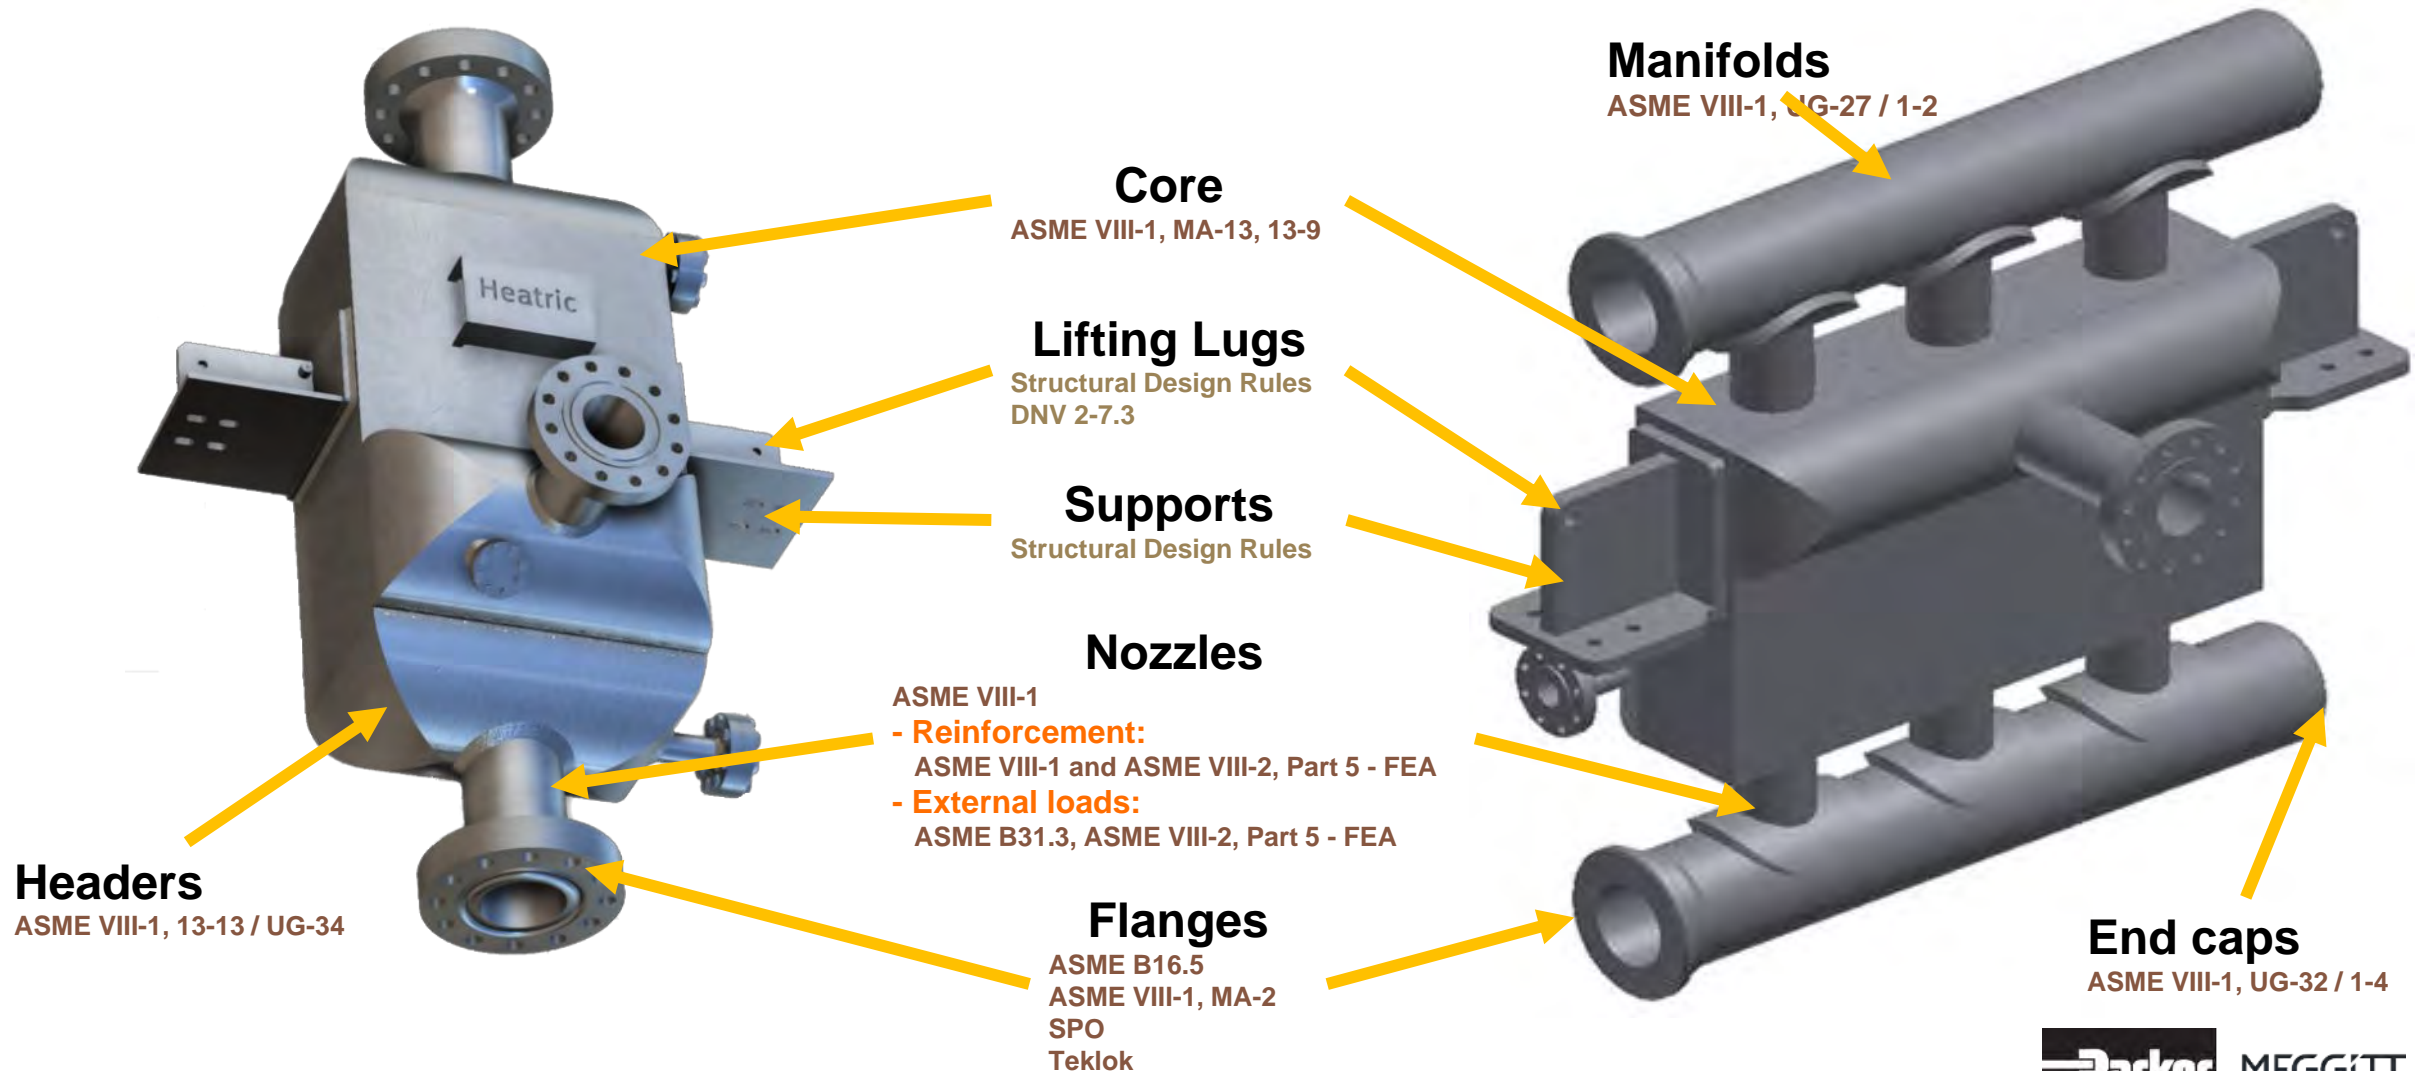 Manifolds
ASME VIII-1, UG-27 / 1-2
Core
ASME VIII-1, MA-13, 13-9
Heatric
Lifting Lugs
Structural Design Rules
DNV 2-7.3
Supports
Structural Design Rules
Nozzles
ASME VIII-1
- Reinforcement:
ASME VIII-1 and ASME VIII-2, Part 5 - FEA
- External loads:
ASME B31.3, ASME VIII-2, Part 5 - FEA
Headers
ASME VIII-1, 13-13 / UG-34
Flanges
ASME B16.5
ASME VIII-1, MA-2
SPO
Teklok
End caps
ASME VIII-1, UG-32 / 1-4
Parker
MEGGiTT